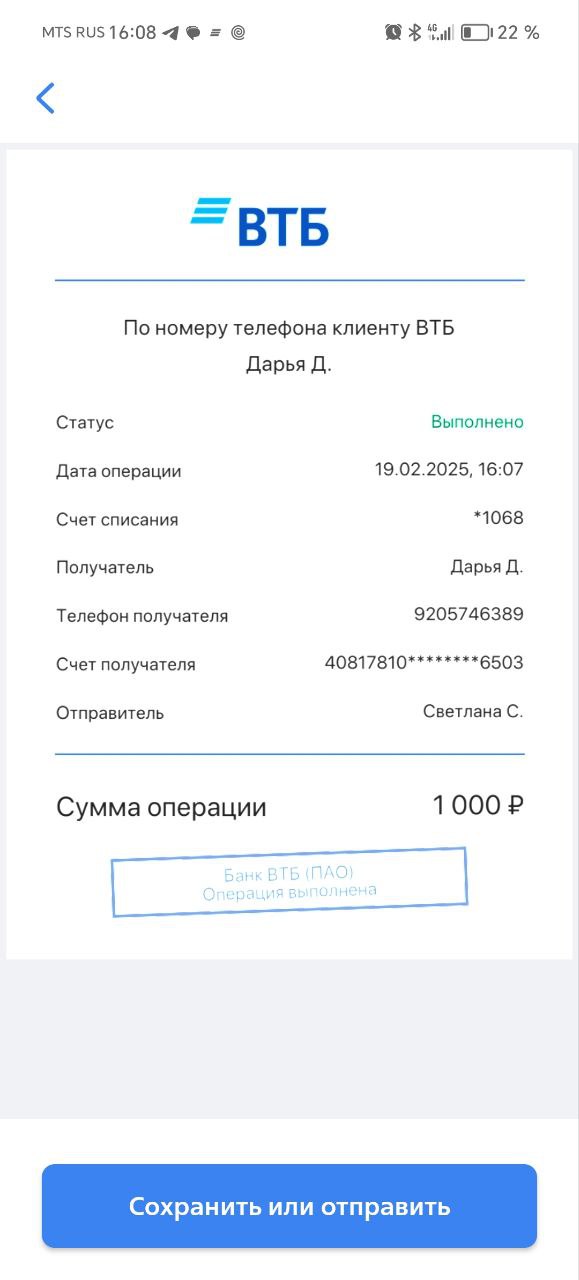 MTS RUS 16:08 4G 22 %
ВТБ
По номеру телефона клиенту ВТБ
Дарья Д.
Статус Выполнено
Дата операции 19.02.2025, 16:07
Счет списания *1068
Получатель Дарья Д.
Телефон получателя 9205746389
Счет получателя 40817810********6503
Отправитель Светлана С.
Сумма операции 1 000 ₽
Банк ВТБ (ПАО)
Операция выполнена
Сохранить или отправить